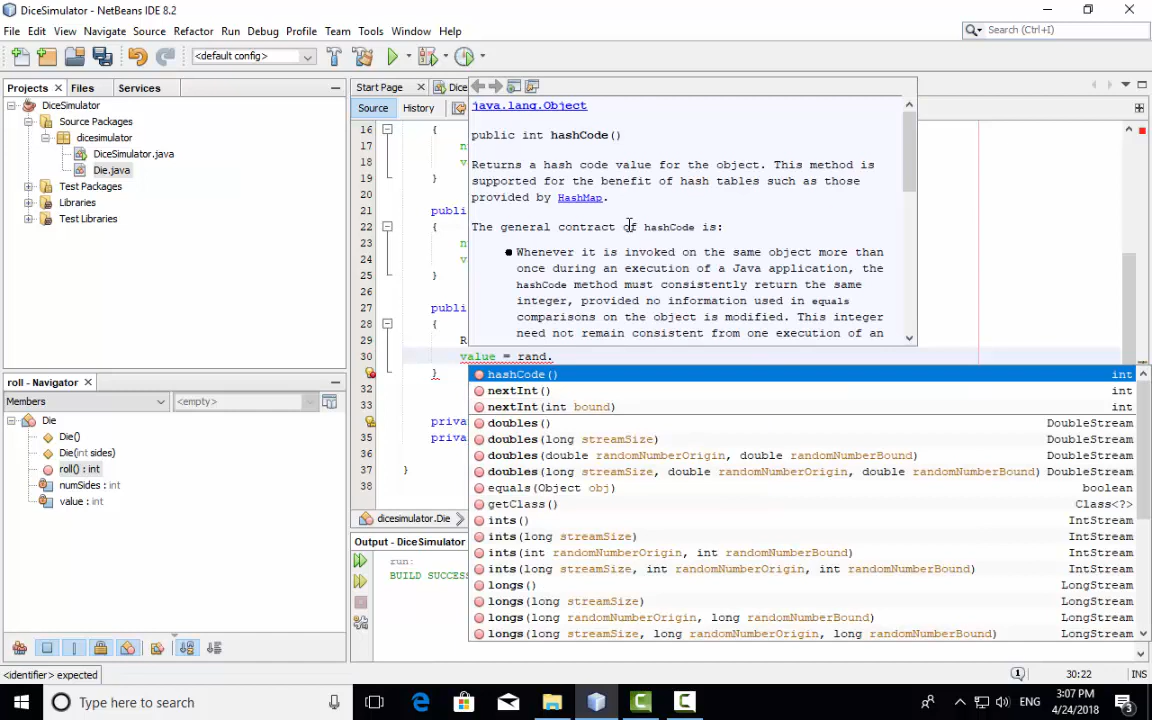 DiceSimulator - NetBeans IDE 8.2
File Edit View Navigate Source Refactor Run Debug Profile Team Tools Window Help
Search (Ctrl+I)
<default config>
Projects Files Services
DiceSimulator
Source Packages
dicesimulator
DiceSimulator.java
Die.java
Test Packages
Libraries
Test Libraries
Start Page Dice
Source History
java.lang.Object
public int hashCode()
Returns a hash code value for the object. This method is
supported for the benefit of hash tables such as those
provided by HashMap.
The general contract of hashCode is:
Whenever it is invoked on the same object more than
once during an execution of a Java application, the
hashCode method must consistently return the same
integer, provided no information used in equals
comparisons on the object is modified. This integer
need not remain consistent from one execution of an
16 {
17 n
18 v
19 }
20
21 publi
22 {
23 n
24 v
25 }
26
27 publi
28 {
29 R
30 value = rand.
}
32
33
priva
35 priva
36
37 }
38
hashCode() int
nextInt() int
nextInt(int bound) int
doubles() DoubleStream
doubles(long streamSize) DoubleStream
doubles(double randomNumberOrigin, double randomNumberBound) DoubleStream
doubles(long streamSize, double randomNumberOrigin, double randomNumberBound) DoubleStream
equals(Object obj) boolean
getClass() Class<?>
ints() IntStream
ints(long streamSize) IntStream
ints(int randomNumberOrigin, int randomNumberBound) IntStream
ints(long streamSize, int randomNumberOrigin, int randomNumberBound) IntStream
longs() LongStream
longs(long streamSize) LongStream
longs(long randomNumberOrigin, long randomNumberBound) LongStream
longs(long streamSize, long randomNumberOrigin, long randomNumberBound) LongStream
roll - Navigator
Members <empty>
Die
Die()
Die(int sides)
roll() : int
numSides : int
value : int
dicesimulator.Die
Output - DiceSimulator
run:
BUILD SUCCESS
<identifier> expected
1 30:22 INS
Type here to search
ENG 3:07 PM
4/24/2018
3